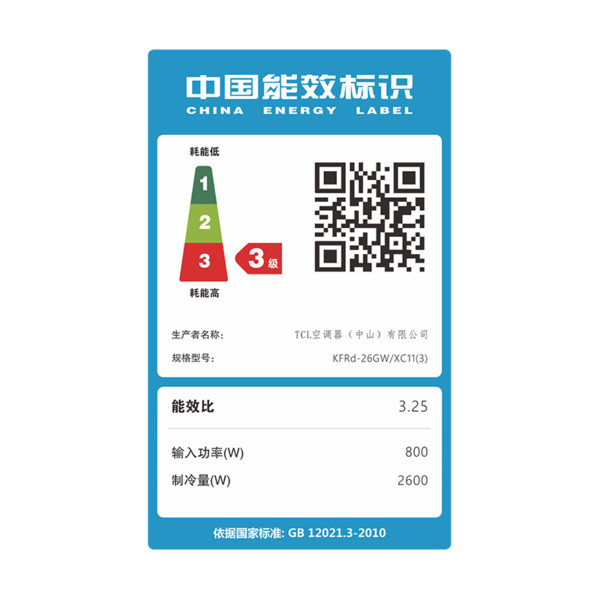 中国能效标识
CHINA ENERGY LABEL
耗能低
1
2
3
3级
耗能高
生产者名称: TCL空调器（中山）有限公司
规格型号: KFRd-26GW/XC11(3)
能效比 3.25
输入功率(W) 800
制冷量(W) 2600
依据国家标准: GB 12021.3-2010